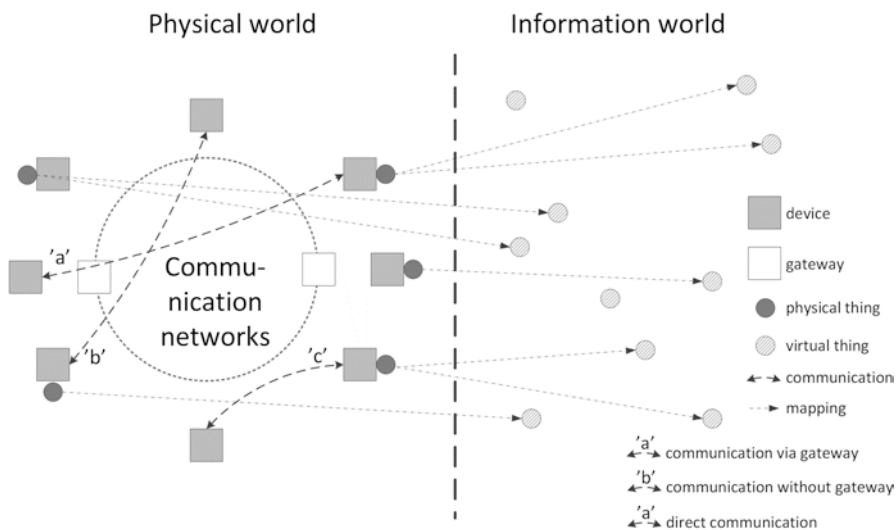 Physical world
Information world
'a'
Commu-
nication
networks
'b'
'c'
device
gateway
physical thing
virtual thing
communication
mapping
'a' communication via gateway
'b' communication without gateway
'a' direct communication